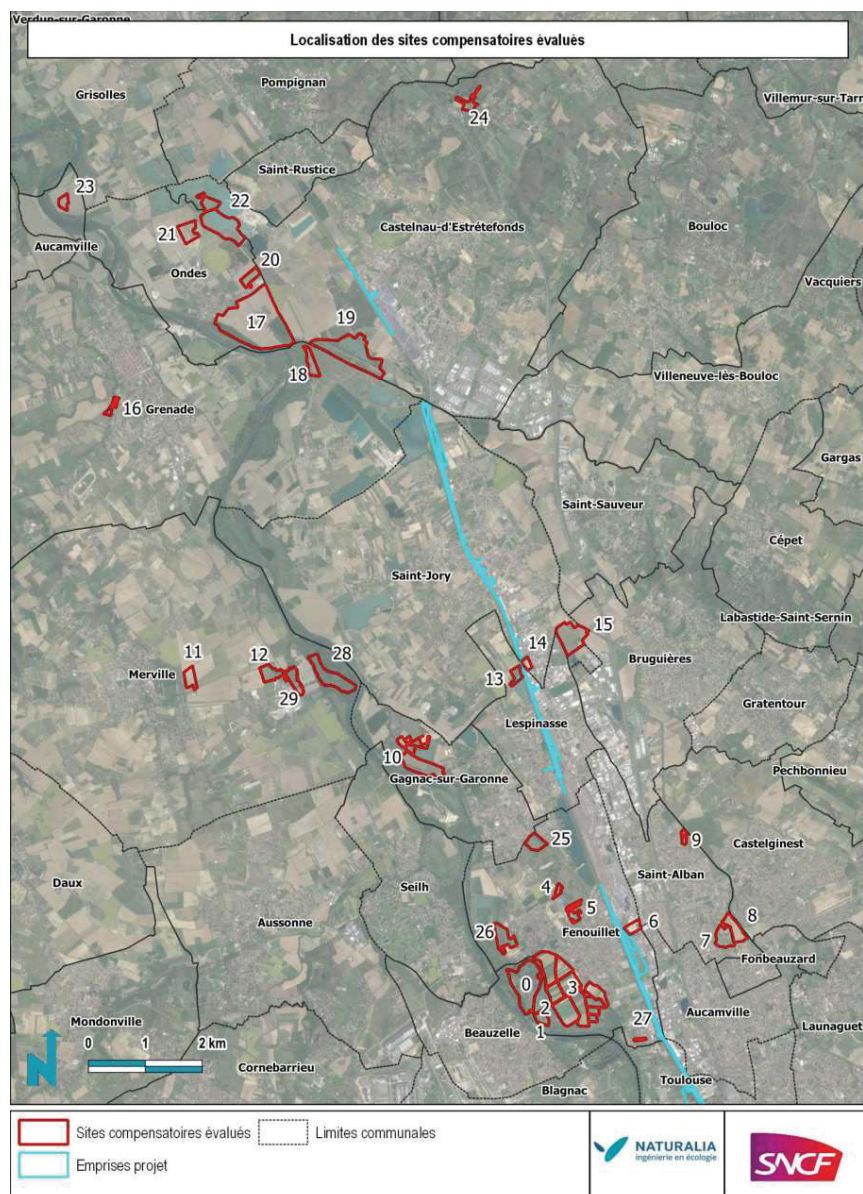 Verdun-sur-Garonne
Localisation des sites compensatoires évalués
Pompignan
Grisolles
Villemur-sur-Tarn
24
Saint-Rustice
23
22
Castelnau-d'Estrétefonds
Bouloc
21
Aucamville
Ondes
20
Vacquiers
17
19
18
Villeneuve-lès-Bouloc
16
Grenade
Gargas
Saint-Sauveur
Cépet
Saint-Jory
Labastide-Saint-Sernin
15
14
11
12
28
Bruguières
Merville
13
29
Gratentour
Lespinasse
10
Gagnac-sur-Garonne
Pechbonnieu
25
9
Castelginest
Saint-Alban
Daux
Seilh
4
5
6
8
Aussonne
26
Fenouillet
7
Fonbeauzard
0
3
2
Aucamville
Mondonville
27
Launaguet
N
0 1 2 km
Beauzelle
1
Cornebarrieu
Blagnac
Toulouse
Sites compensatoires évalués
Limites communales
Emprises projet
NATURALIA
ingénierie en écologie
SNCF